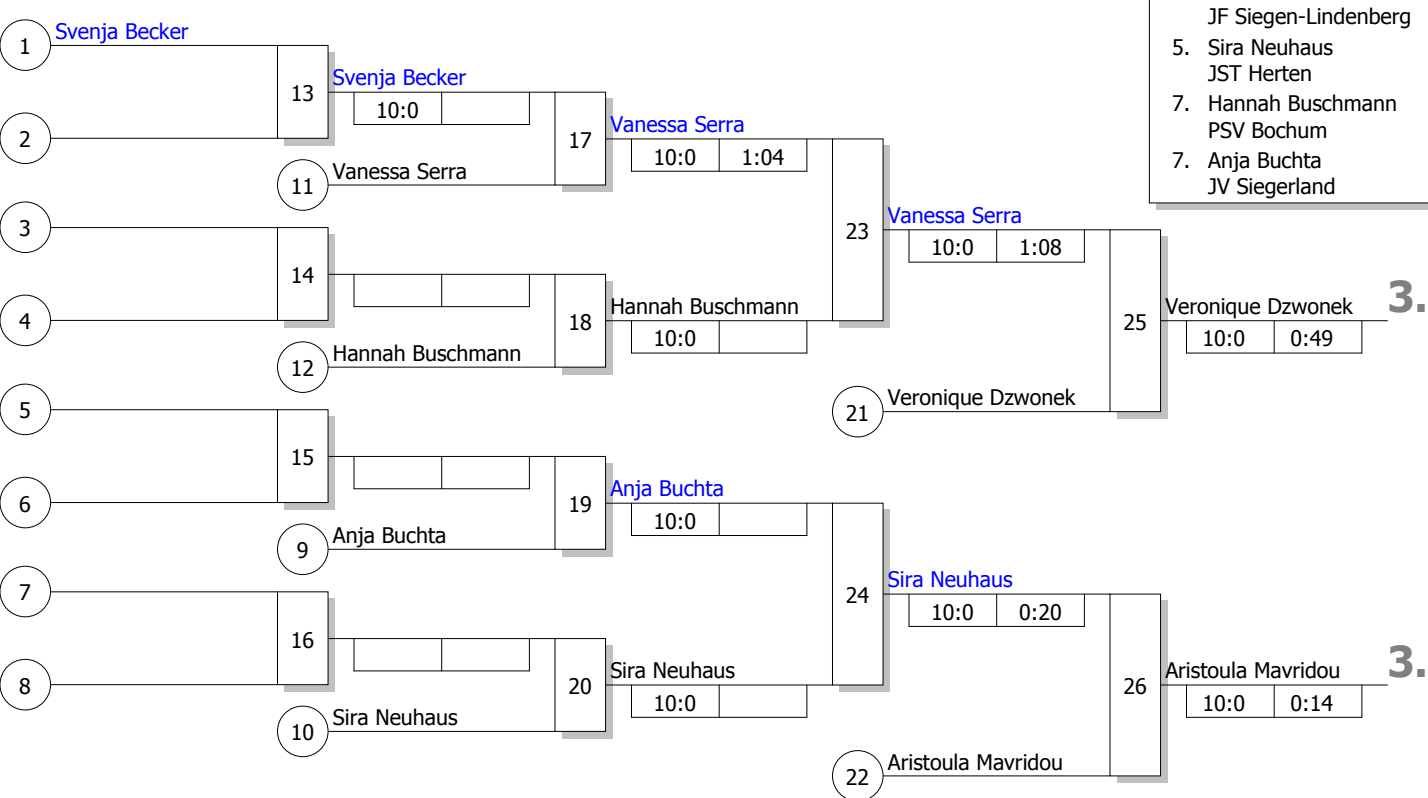 JF Siegen-Lindenberg
5. Sira Neuhaus
JST Herten
7. Hannah Buschmann
PSV Bochum
7. Anja Buchta
JV Siegerland
1 Svenja Becker
2
13 Svenja Becker
10:0
11 Vanessa Serra
17 Vanessa Serra
10:0 1:04
3
4
14
12 Hannah Buschmann
18 Hannah Buschmann
10:0
23 Vanessa Serra
10:0 1:08
21 Veronique Dzwonek
25 Veronique Dzwonek 3.
10:0 0:49
5
6
15
9 Anja Buchta
19 Anja Buchta
10:0
7
8
16
10 Sira Neuhaus
20 Sira Neuhaus
10:0
24 Sira Neuhaus
10:0 0:20
22 Aristoula Mavridou
26 Aristoula Mavridou 3.
10:0 0:14